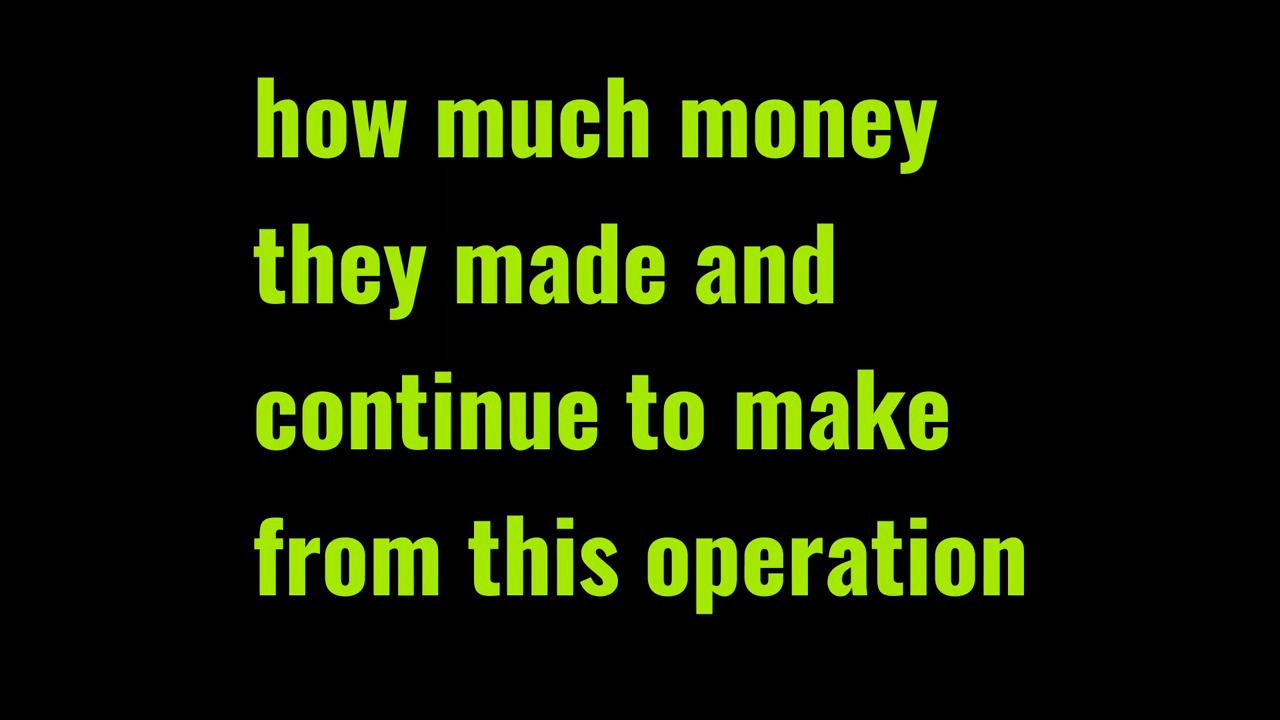 how much money
they made and
continue to make
from this operation